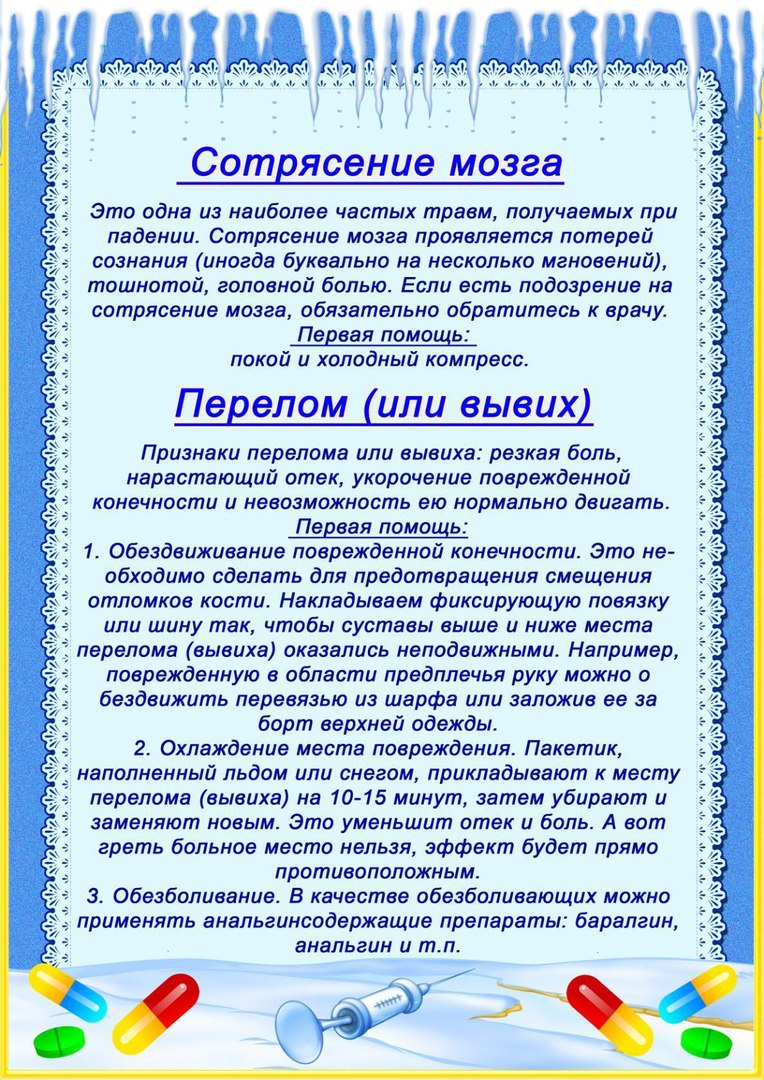 Сотрясение мозга
Это одна из наиболее частых травм, получаемых при
падении. Сотрясение мозга проявляется потерей
сознания (иногда буквально на несколько мгновений),
тошнотой, головной болью. Если есть подозрение на
сотрясение мозга, обязательно обратитесь к врачу.
Первая помощь:
покой и холодный компресс.
Перелом (или вывих)
Признаки перелома или вывиха: резкая боль,
нарастающий отек, укорочение поврежденной
конечности и невозможность ею нормально двигать.
Первая помощь:
1. Обездвиживание поврежденной конечности. Это не-
обходимо сделать для предотвращения смещения
отломков кости. Накладываем фиксирующую повязку
или шину так, чтобы суставы выше и ниже места
перелома (вывиха) оказались неподвижными. Например,
поврежденную в области предплечья руку можно о
бездвижить перевязью из шарфа или заложив ее за
борт верхней одежды.
2. Охлаждение места повреждения. Пакетик,
наполненный льдом или снегом, прикладывают к месту
перелома (вывиха) на 10-15 минут, затем убирают и
заменяют новым. Это уменьшит отек и боль. А вот
греть больное место нельзя, эффект будет прямо
противоположным.
3. Обезболивание. В качестве обезболивающих можно
применять анальгинсодержащие препараты: баралгин,
анальгин и т.п.